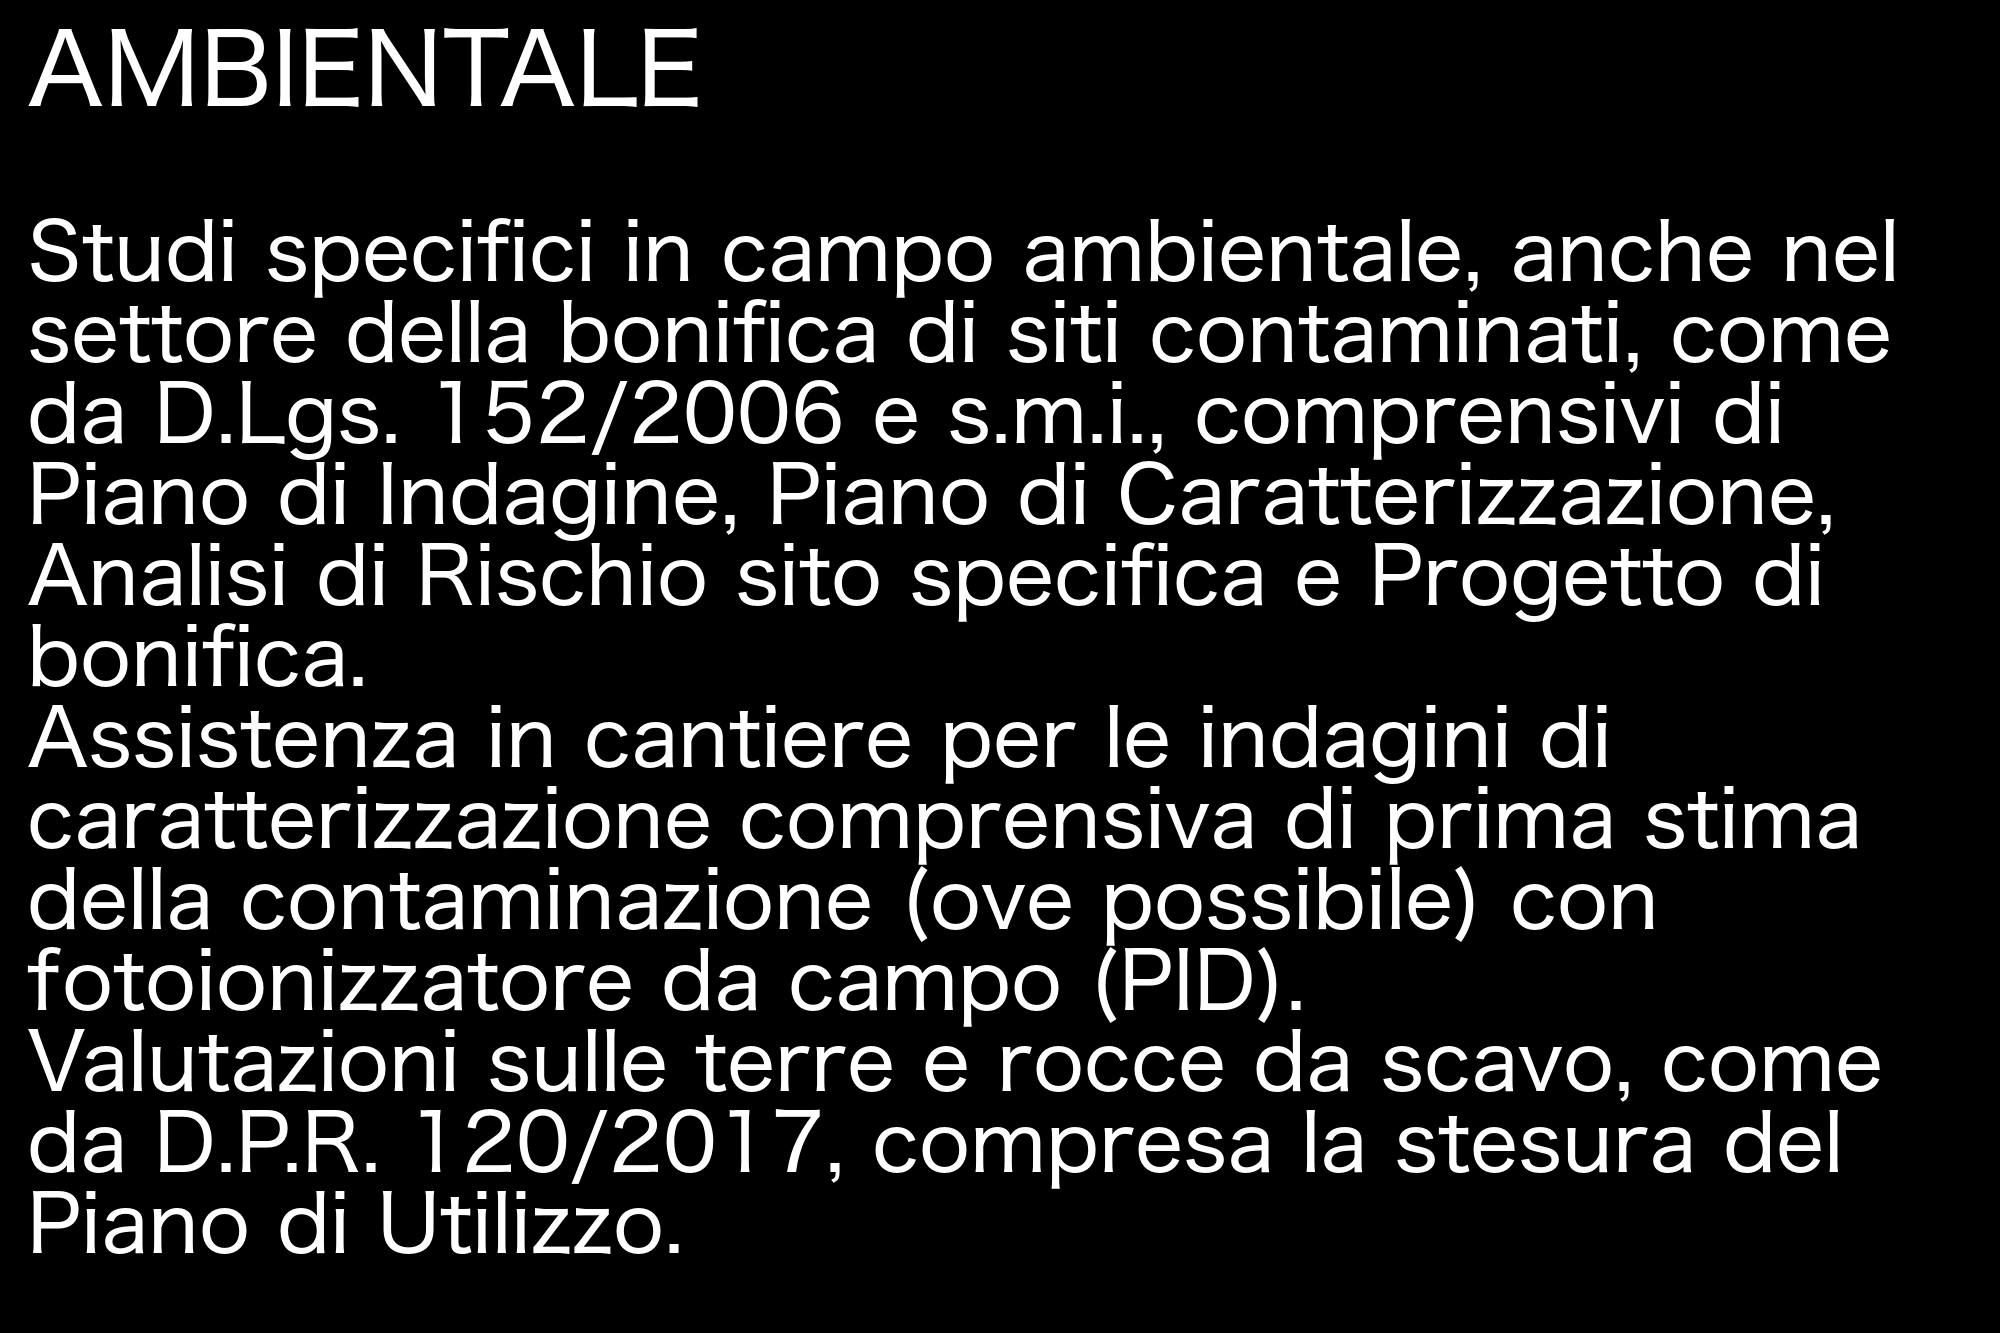 AMBIENTALE
Studi specifici in campo ambientale, anche nel
settore della bonifica di siti contaminati, come
da D.Lgs. 152/2006 e s.m.i., comprensivi di
Piano di Indagine, Piano di Caratterizzazione,
Analisi di Rischio sito specifica e Progetto di
bonifica.
Assistenza in cantiere per le indagini di
caratterizzazione comprensiva di prima stima
della contaminazione (ove possibile) con
fotoionizzatore da campo (PID).
Valutazioni sulle terre e rocce da scavo, come
da D.P.R. 120/2017, compresa la stesura del
Piano di Utilizzo.